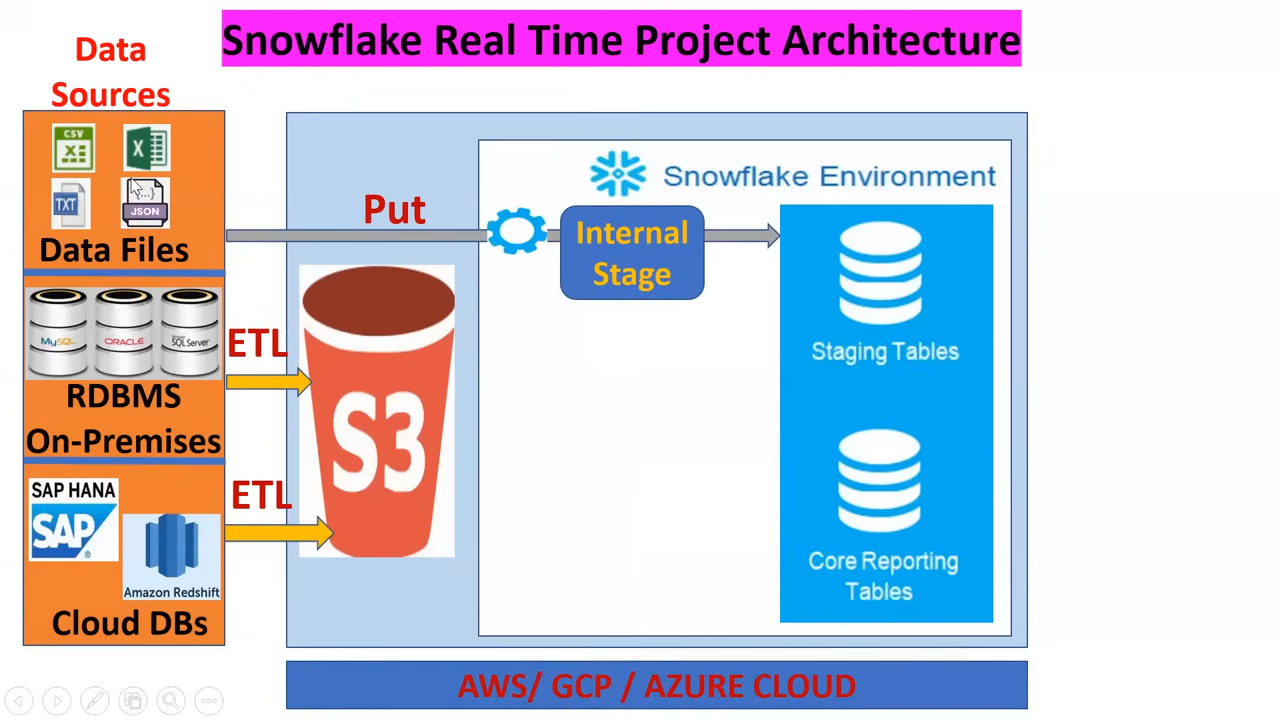 Snowflake Real Time Project Architecture
Data
Sources
CSV
X
TXT
{...}
JSON
Data Files
MySQL
ORACLE
SQL Server
RDBMS
On-Premises
SAP HANA
SAP
Amazon Redshift
Cloud DBs
Put
ETL
ETL
S3
Snowflake Environment
Internal
Stage
Staging Tables
Core Reporting
Tables
AWS/ GCP / AZURE CLOUD